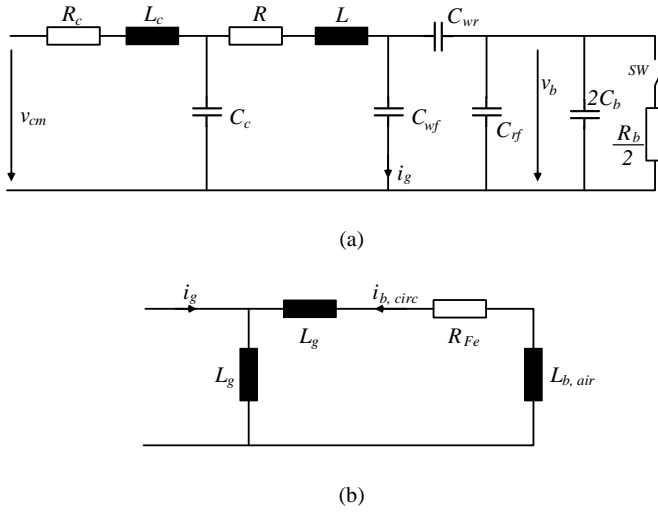 R_c L_c R L C_wr
v_cm C_c C_wf i_g C_rf v_b 2C_b SW R_b/2
(a)
i_g L_g i_b, circ R_Fe
L_g L_b, air
(b)